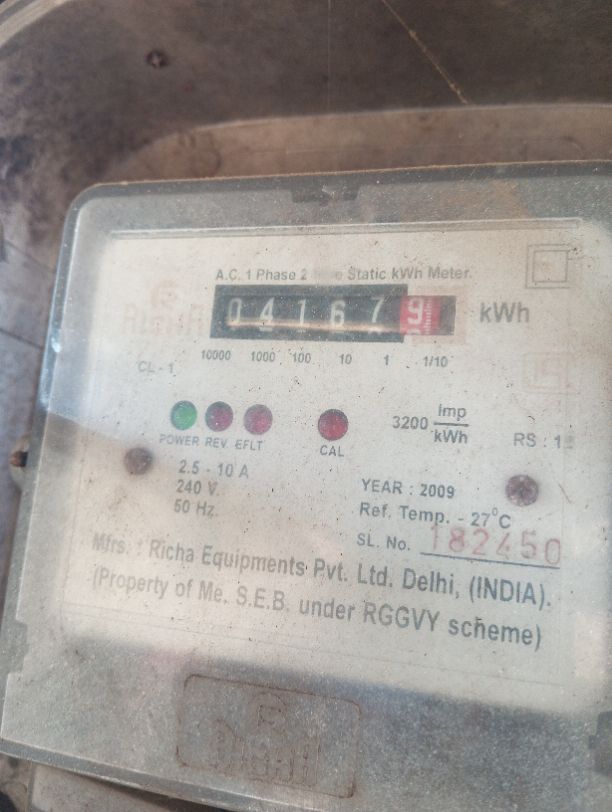 A.C. 1 Phase 2 Static kWh Meter.
04167 9 kWh
10000 1000 100 10 1 1/10
CL - 1
3200 Imp/kWh
POWER REV EFLT CAL
RS : 1
2.5 - 10 A
240 V.
50 Hz.
YEAR : 2009
Ref. Temp. - 27°C
SL. No. 182450
Mfrs. : Richa Equipments Pvt. Ltd. Delhi, (INDIA).
(Property of Me. S.E.B. under RGGVY scheme)